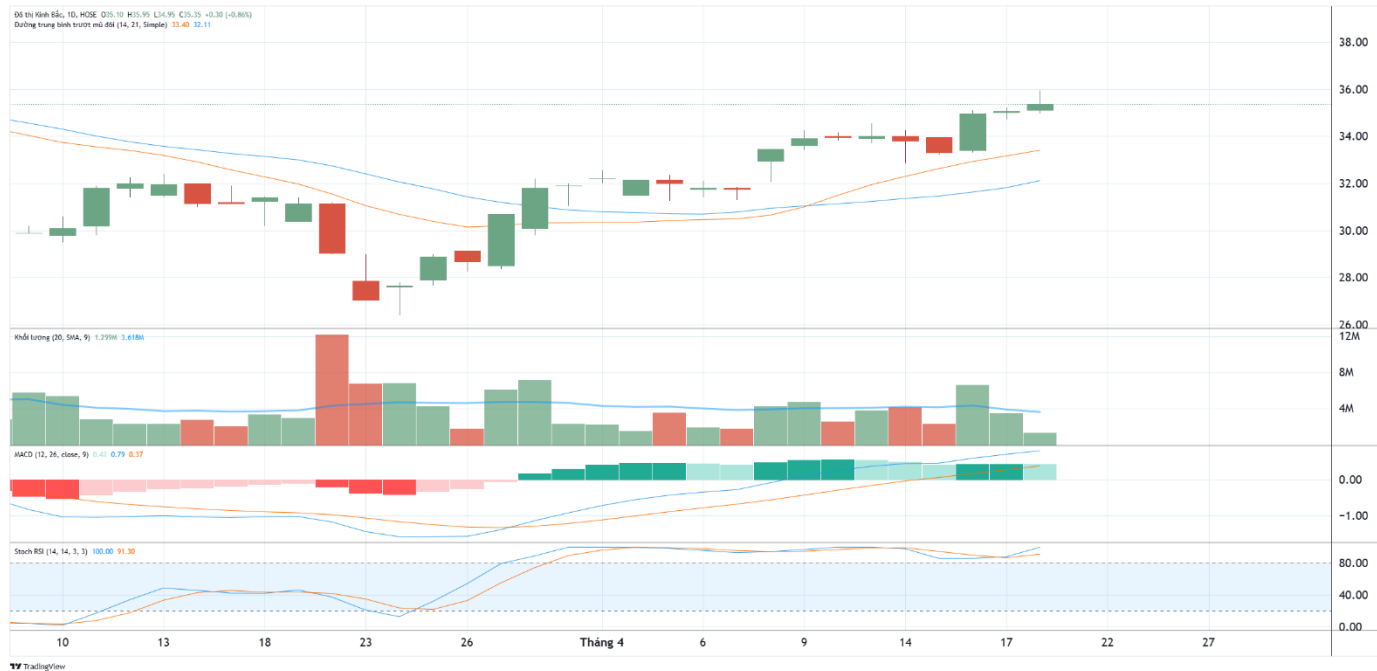 Đô thị Kinh Bắc, 1D, HOSE O35.10 H35.95 L34.95 C35.35 +0.30 (+0.86%)
Đường trung bình trượt mũ đôi (14, 21, Simple) 33.40 32.11
38.00
36.00
34.00
32.00
30.00
28.00
26.00
Khối lượng (20, SMA, 9) 1.299M 3.618M
12M
8M
4M
MACD (12, 26, close, 9) 0.42 0.79 0.37
0.00
−1.00
Stoch RSI (14, 14, 3, 3) 100.00 91.30
80.00
40.00
0.00
10 13 18 23 26 Tháng 4 6 9 14 17 22 27
TradingView